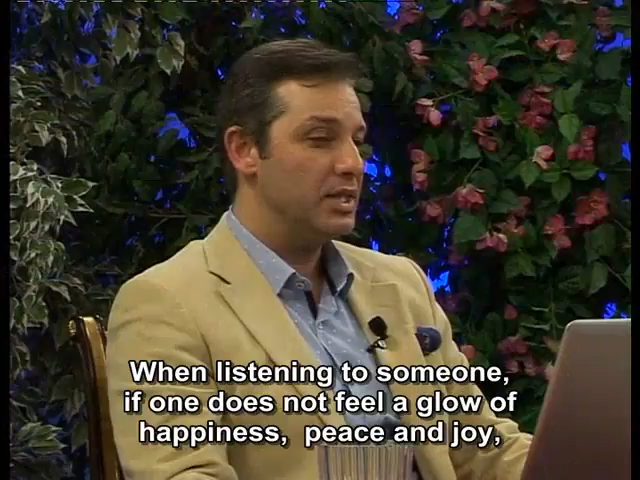 When listening to someone,
if one does not feel a glow of
happiness, peace and joy,